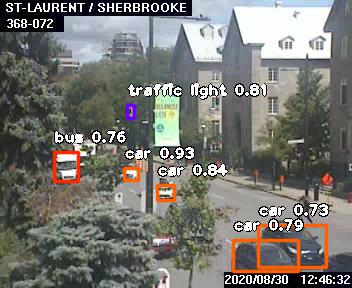 ST-LAURENT / SHERBROOKE
368-072
traffic light 0.81
bus 0.76
car 0.93
car 0.84
car 0.73
car 0.79
2020/08/30 12:46:32